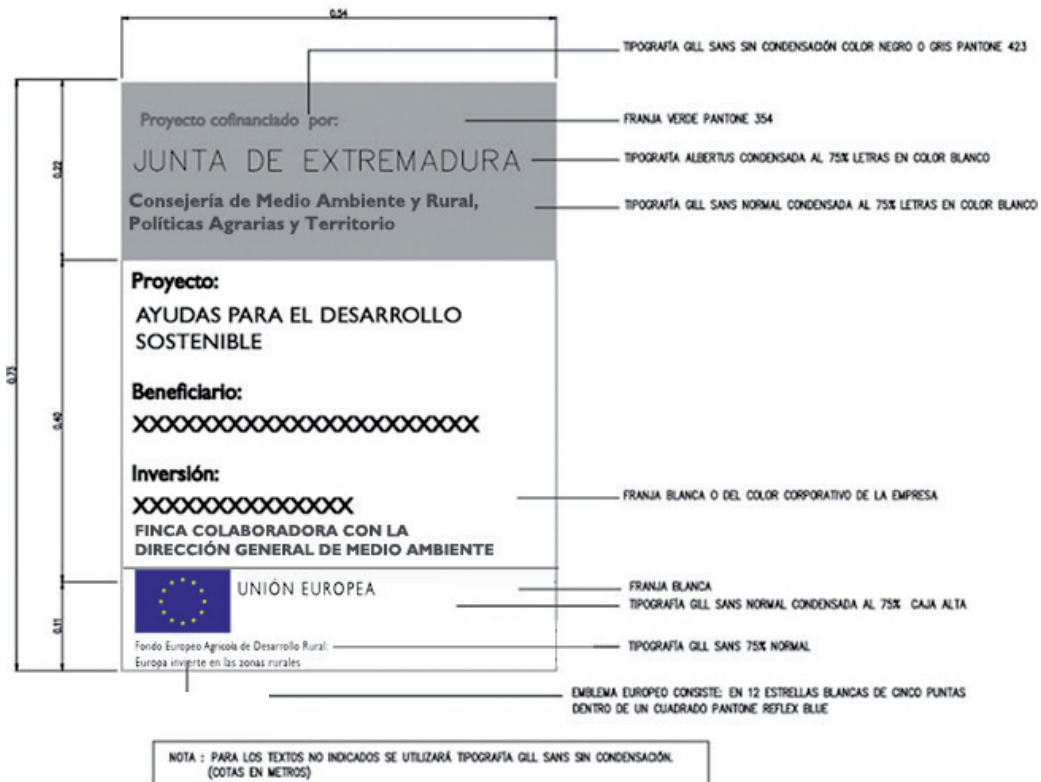 0.54
TIPOGRAFÍA GILL SANS SIN CONDENSACIÓN COLOR NEGRO O GRIS PANTONE 423
Proyecto cofinanciado por:
FRANJA VERDE PANTONE 354
JUNTA DE EXTREMADURA
TIPOGRAFÍA ALBERTUS CONDENSADA AL 75% LETRAS EN COLOR BLANCO
0.22
Consejería de Medio Ambiente y Rural,
Políticas Agrarias y Territorio
TIPOGRAFÍA GILL SANS NORMAL CONDENSADA AL 75% LETRAS EN COLOR BLANCO
Proyecto:
AYUDAS PARA EL DESARROLLO
SOSTENIBLE
0.73
0.40
Beneficiario:
XXXXXXXXXXXXXXXXXXXXXXX
Inversión:
XXXXXXXXXXXXXXX
FRANJA BLANCA O DEL COLOR CORPORATIVO DE LA EMPRESA
FINCA COLABORADORA CON LA
DIRECCIÓN GENERAL DE MEDIO AMBIENTE
0.11
UNIÓN EUROPEA
FRANJA BLANCA
TIPOGRAFÍA GILL SANS NORMAL CONDENSADA AL 75% CAJA ALTA
Fondo Europeo Agrícola de Desarrollo Rural:
Europa invierte en las zonas rurales
TIPOGRAFÍA GILL SANS 75% NORMAL
EMBLEMA EUROPEO CONSISTE: EN 12 ESTRELLAS BLANCAS DE CINCO PUNTAS
DENTRO DE UN CUADRADO PANTONE REFLEX BLUE
NOTA : PARA LOS TEXTOS NO INDICADOS SE UTILIZARÁ TIPOGRAFÍA GILL SANS SIN CONDENSACIÓN.
(COTAS EN METROS)